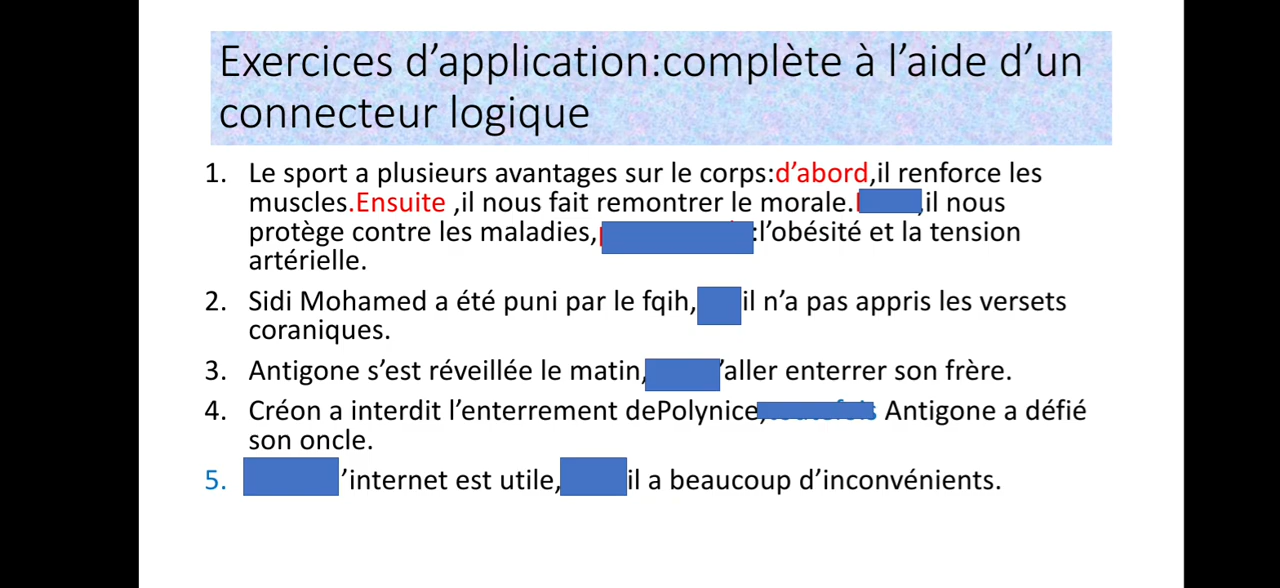 Exercices d’application:complète à l’aide d’un
connecteur logique
1. Le sport a plusieurs avantages sur le corps:d’abord,il renforce les
muscles.Ensuite ,il nous fait remontrer le morale. ,il nous
protège contre les maladies, :l’obésité et la tension
artérielle.
2. Sidi Mohamed a été puni par le fqih, il n’a pas appris les versets
coraniques.
3. Antigone s’est réveillée le matin, ’aller enterrer son frère.
4. Créon a interdit l’enterrement dePolynice, Antigone a défié
son oncle.
5. ’internet est utile, il a beaucoup d’inconvénients.